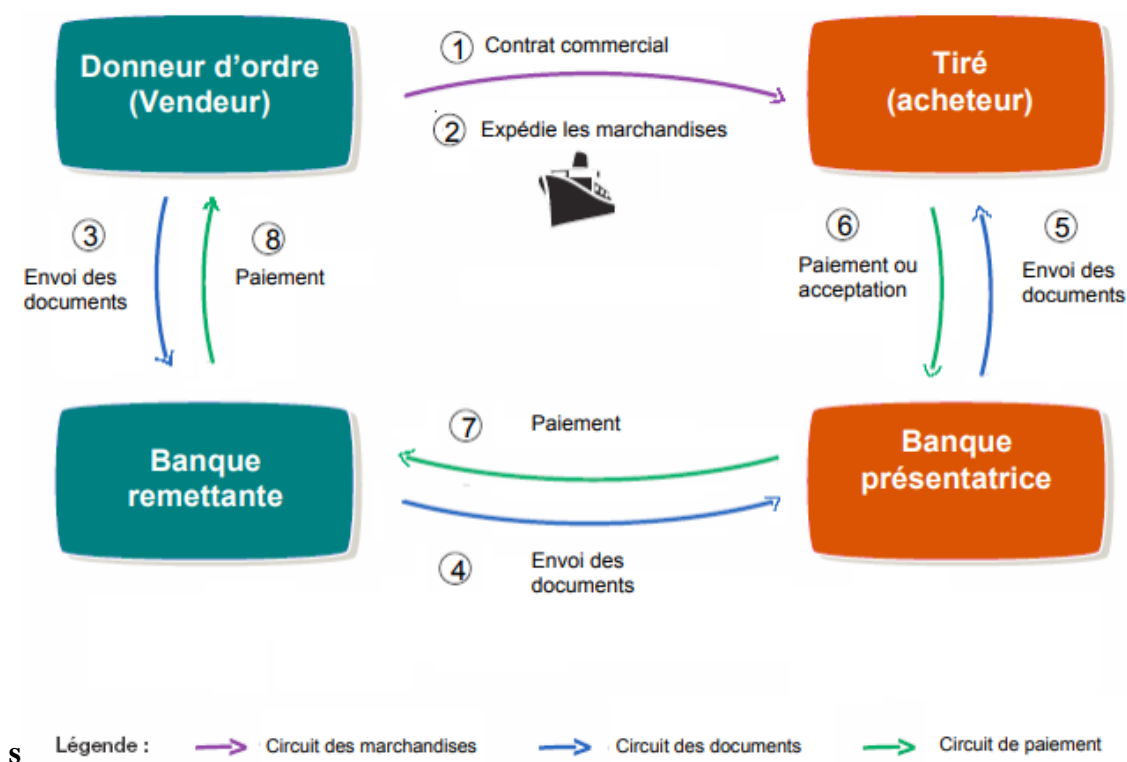 Donneur d'ordre
(Vendeur)
1 Contrat commercial
Tiré
(acheteur)
2 Expédie les marchandises
3
Envoi des
documents
8
Paiement
6
Paiement ou
acceptation
5
Envoi des
documents
Banque
remettante
7 Paiement
Banque
présentatrice
4 Envoi des
documents
s Légende : Circuit des marchandises Circuit des documents Circuit de paiement